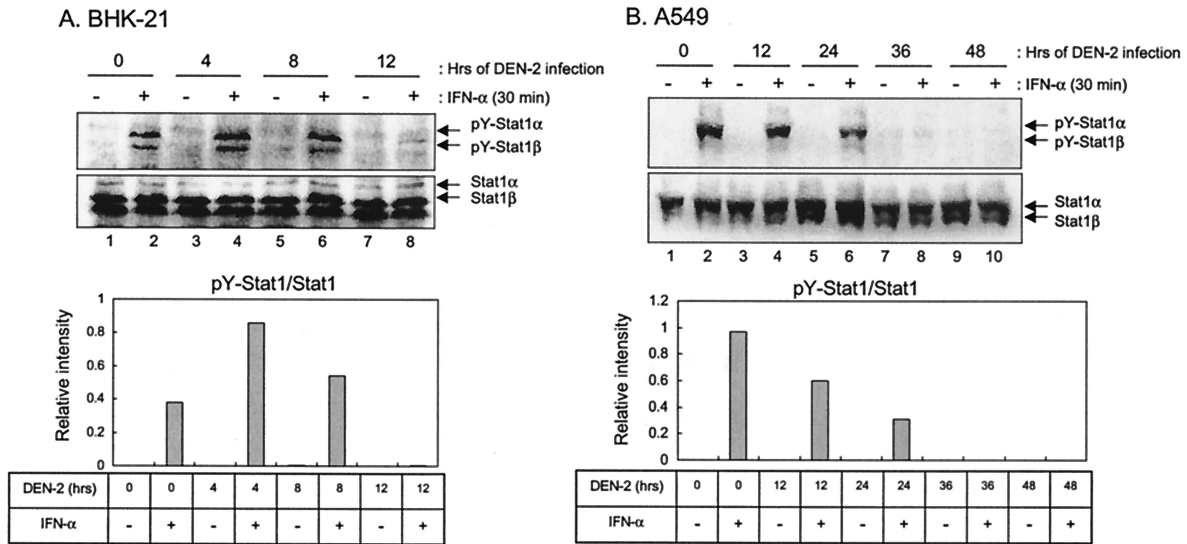 A. BHK-21
0 4 8 12 : Hrs of DEN-2 infection
- + - + - + - + : IFN-α (30 min)
pY-Stat1α
pY-Stat1β
Stat1α
Stat1β
1 2 3 4 5 6 7 8
pY-Stat1/Stat1
Relative intensity
1
0.8
0.6
0.4
0.2
0
DEN-2 (hrs) 0 0 4 4 8 8 12 12
IFN-α - + - + - + - +
B. A549
0 12 24 36 48 : Hrs of DEN-2 infection
- + - + - + - + - + : IFN-α (30 min)
pY-Stat1α
pY-Stat1β
Stat1α
Stat1β
1 2 3 4 5 6 7 8 9 10
pY-Stat1/Stat1
Relative intensity
1.2
1
0.8
0.6
0.4
0.2
0
DEN-2 (hrs) 0 0 12 12 24 24 36 36 48 48
IFN-α - + - + - + - + - +